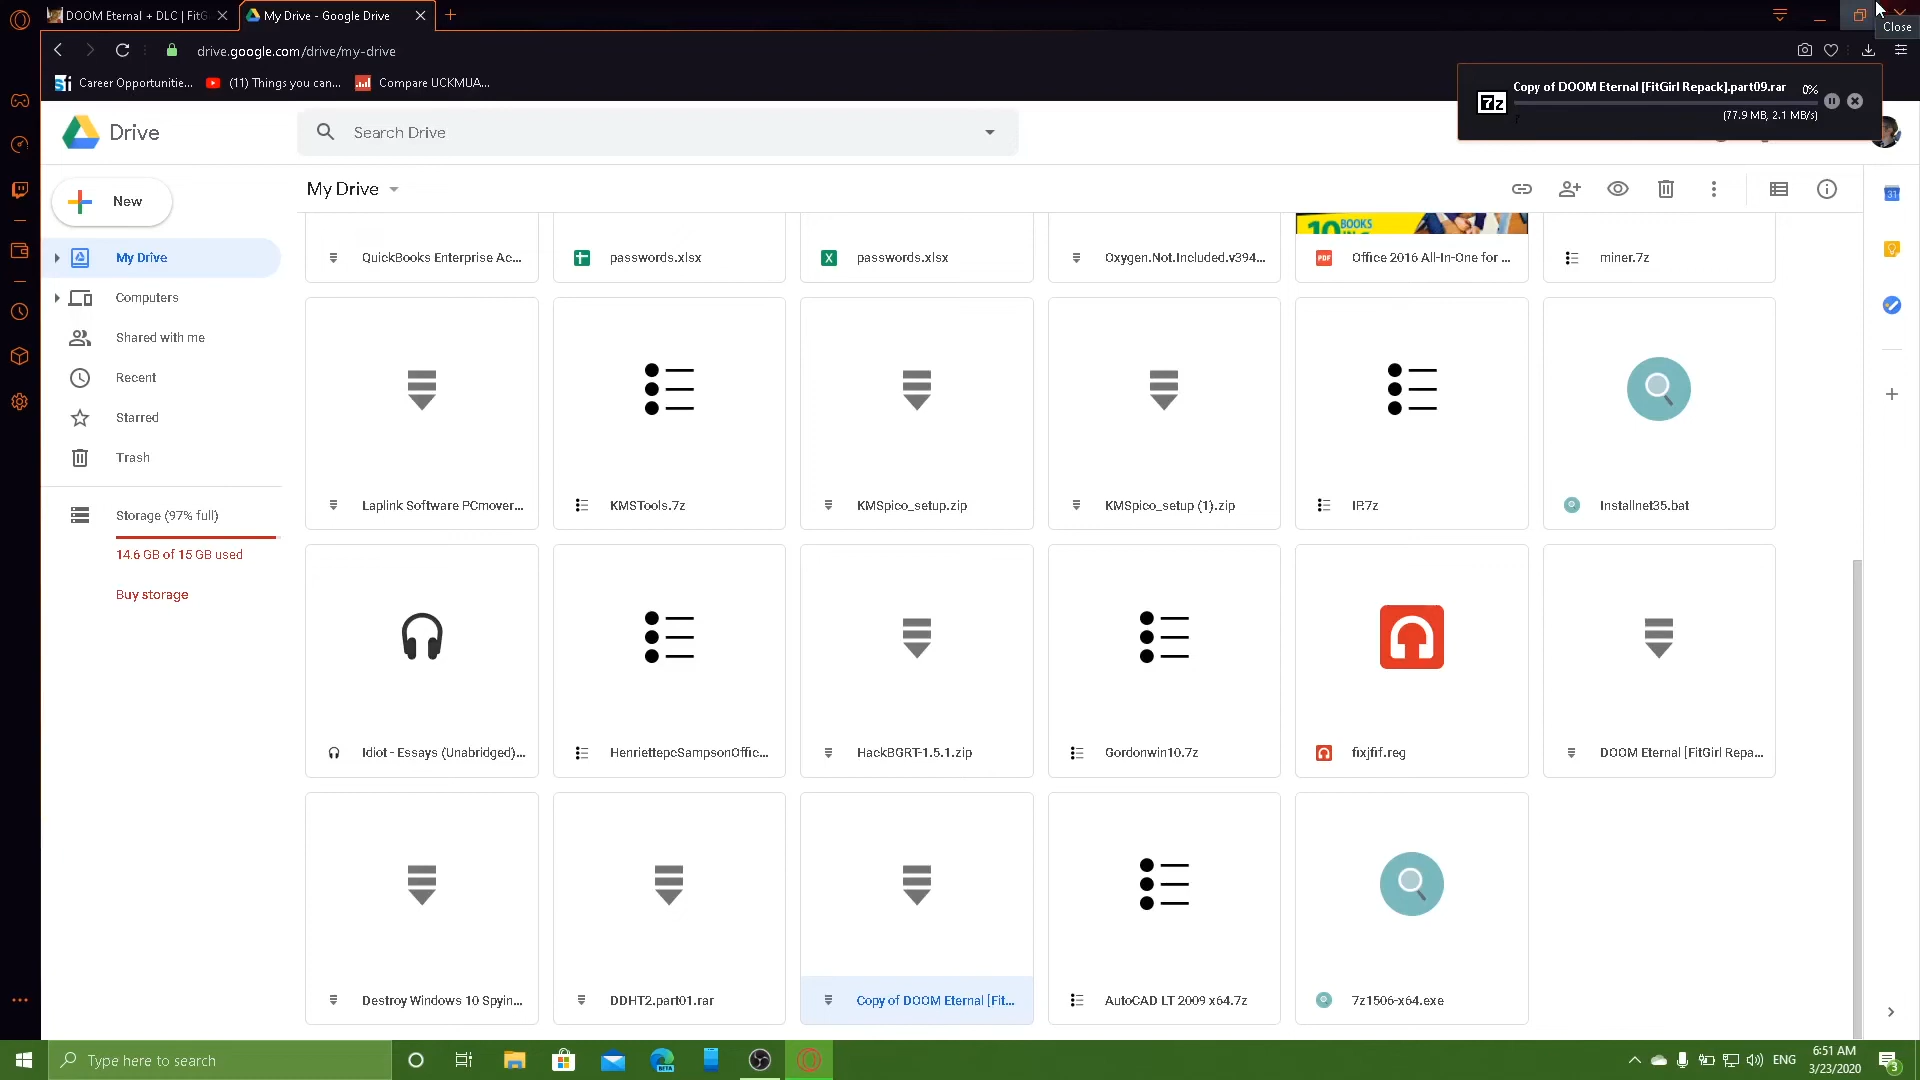 DOOM Eternal + DLC | FitG
My Drive - Google Drive
Close
drive.google.com/drive/my-drive
Career Opportunitie...
(11) Things you can...
Compare UCKMUA...
7z
Copy of DOOM Eternal [FitGirl Repack].part09.rar
0%
(77.9 MB, 2.1 MB/s)
?
Drive
Search Drive
New
My Drive
My Drive
Computers
Shared with me
Recent
Starred
Trash
Storage (97% full)
14.6 GB of 15 GB used
Buy storage
31
10 BOOKS
QuickBooks Enterprise Ac...
passwords.xlsx
X
passwords.xlsx
Oxygen.Not.Included.v394...
PDF
Office 2016 All-In-One for ...
miner.7z
Laplink Software PCmover...
KMSTools.7z
KMSpico_setup.zip
KMSpico_setup (1).zip
IP.7z
Installnet35.bat
Idiot - Essays (Unabridged)...
HenriettepcSampsonOffic...
HackBGRT-1.5.1.zip
Gordonwin10.7z
fixjfif.reg
DOOM Eternal [FitGirl Repa...
Destroy Windows 10 Spyin...
DDHT2.part01.rar
Copy of DOOM Eternal [Fit...
AutoCAD LT 2009 x64.7z
7z1506-x64.exe
Type here to search
BETA
ENG
6:51 AM
3/23/2020
3